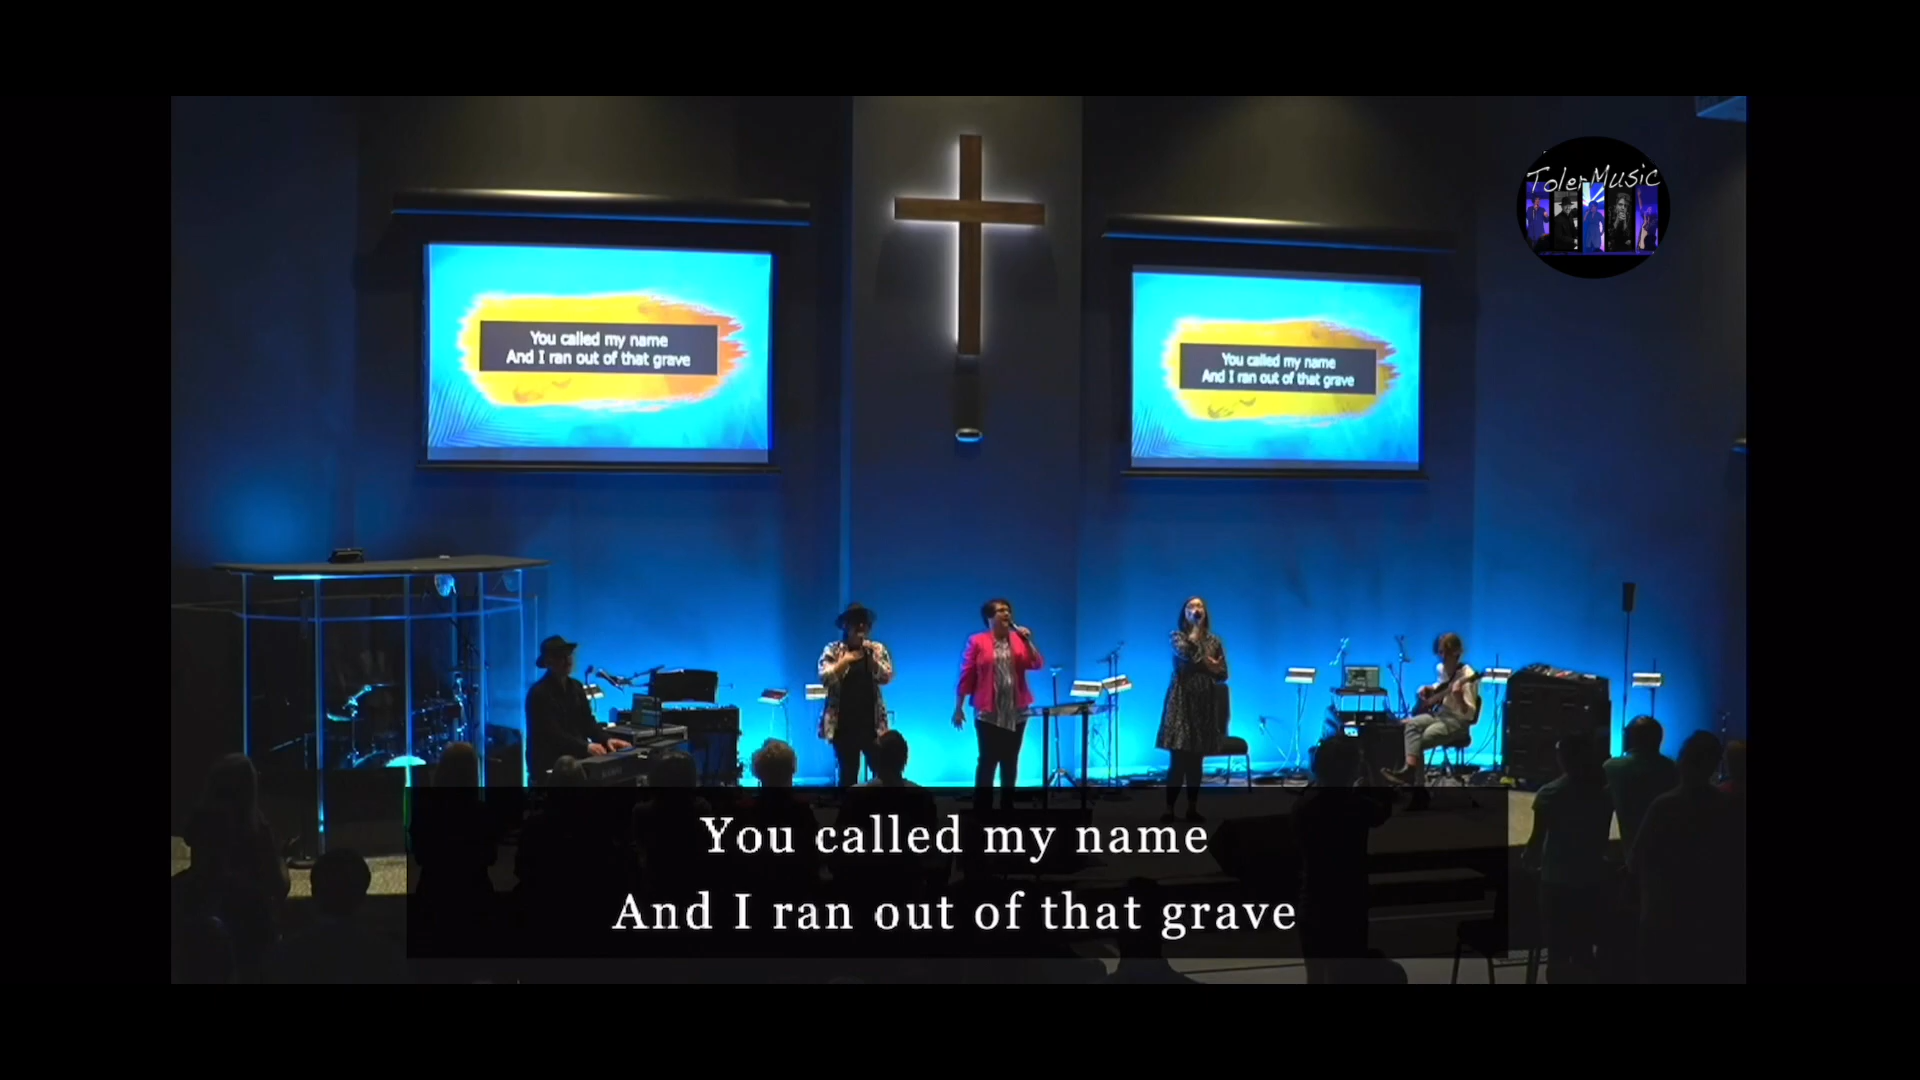 TolerMusic
You called my name
And I ran out of that grave
You called my name
And I ran out of that grave
You called my name
And I ran out of that grave